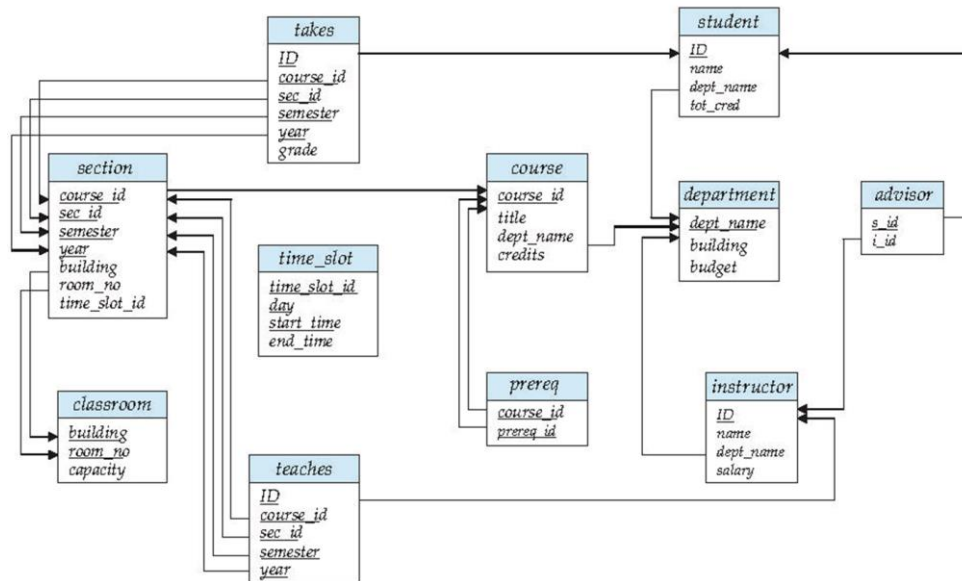 takes
ID
course_id
sec_id
semester
year
grade
student
ID
name
dept_name
tot_cred
section
course_id
sec_id
semester
year
building
room_no
time_slot_id
course
course_id
title
dept_name
credits
department
dept_name
building
budget
advisor
s_id
i_id
time_slot
time_slot_id
day
start_time
end_time
prereq
course_id
prereq_id
instructor
ID
name
dept_name
salary
classroom
building
room_no
capacity
teaches
ID
course_id
sec_id
semester
year